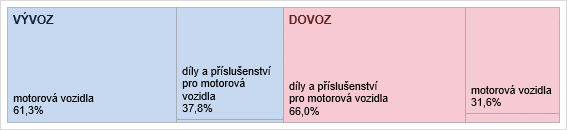 VÝVOZ
motorová vozidla
61,3%
díly a příslušenství
pro motorová
vozidla
37,8%
DOVOZ
díly a příslušenství
pro motorová vozidla
66,0%
motorová vozidla
31,6%